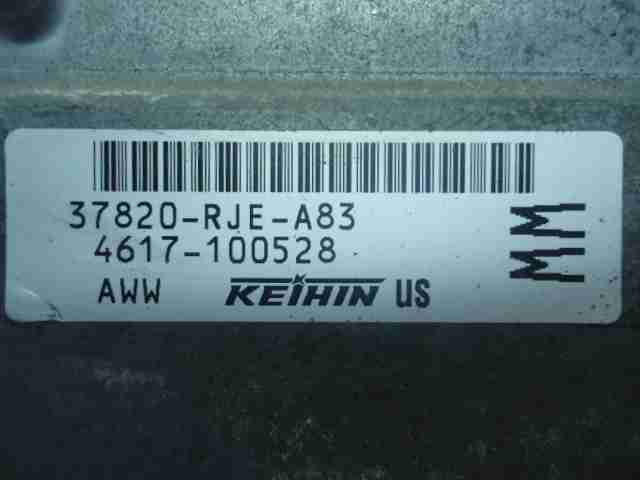 37820-RJE-A83
4617-100528
AWW KEIHIN US
MM